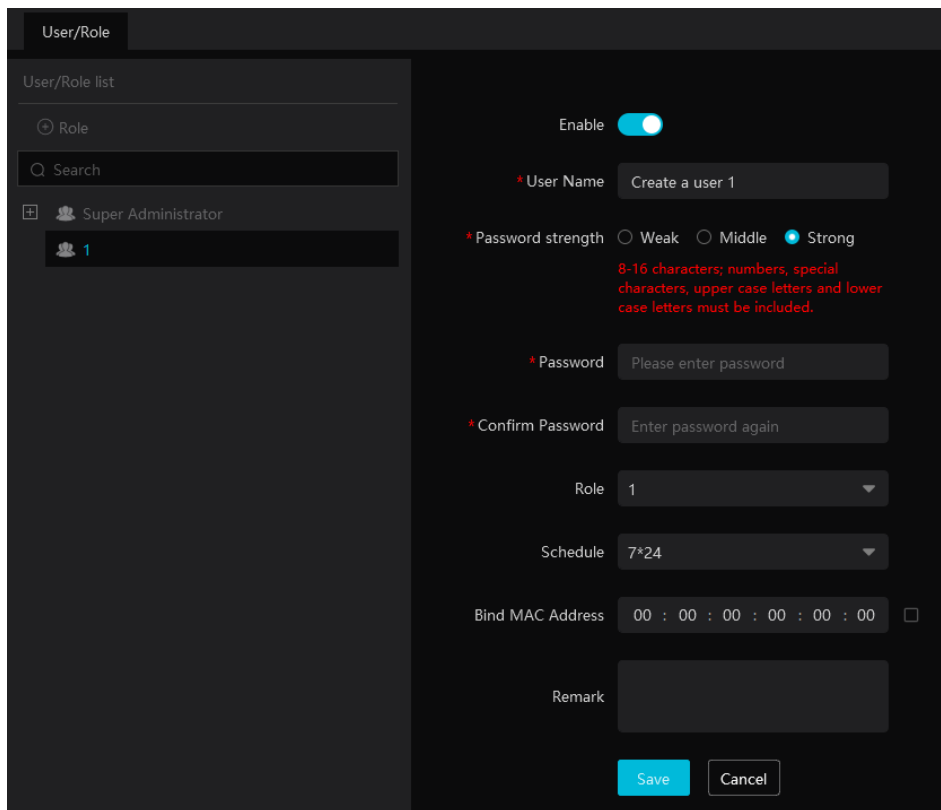 User/Role
User/Role list
Role
Search
Super Administrator
1
Enable
*User Name Create a user 1
*Password strength Weak Middle Strong
8-16 characters; numbers, special
characters, upper case letters and lower
case letters must be included.
*Password Please enter password
*Confirm Password Enter password again
Role 1
Schedule 7*24
Bind MAC Address 00 : 00 : 00 : 00 : 00 : 00
Remark
Save Cancel